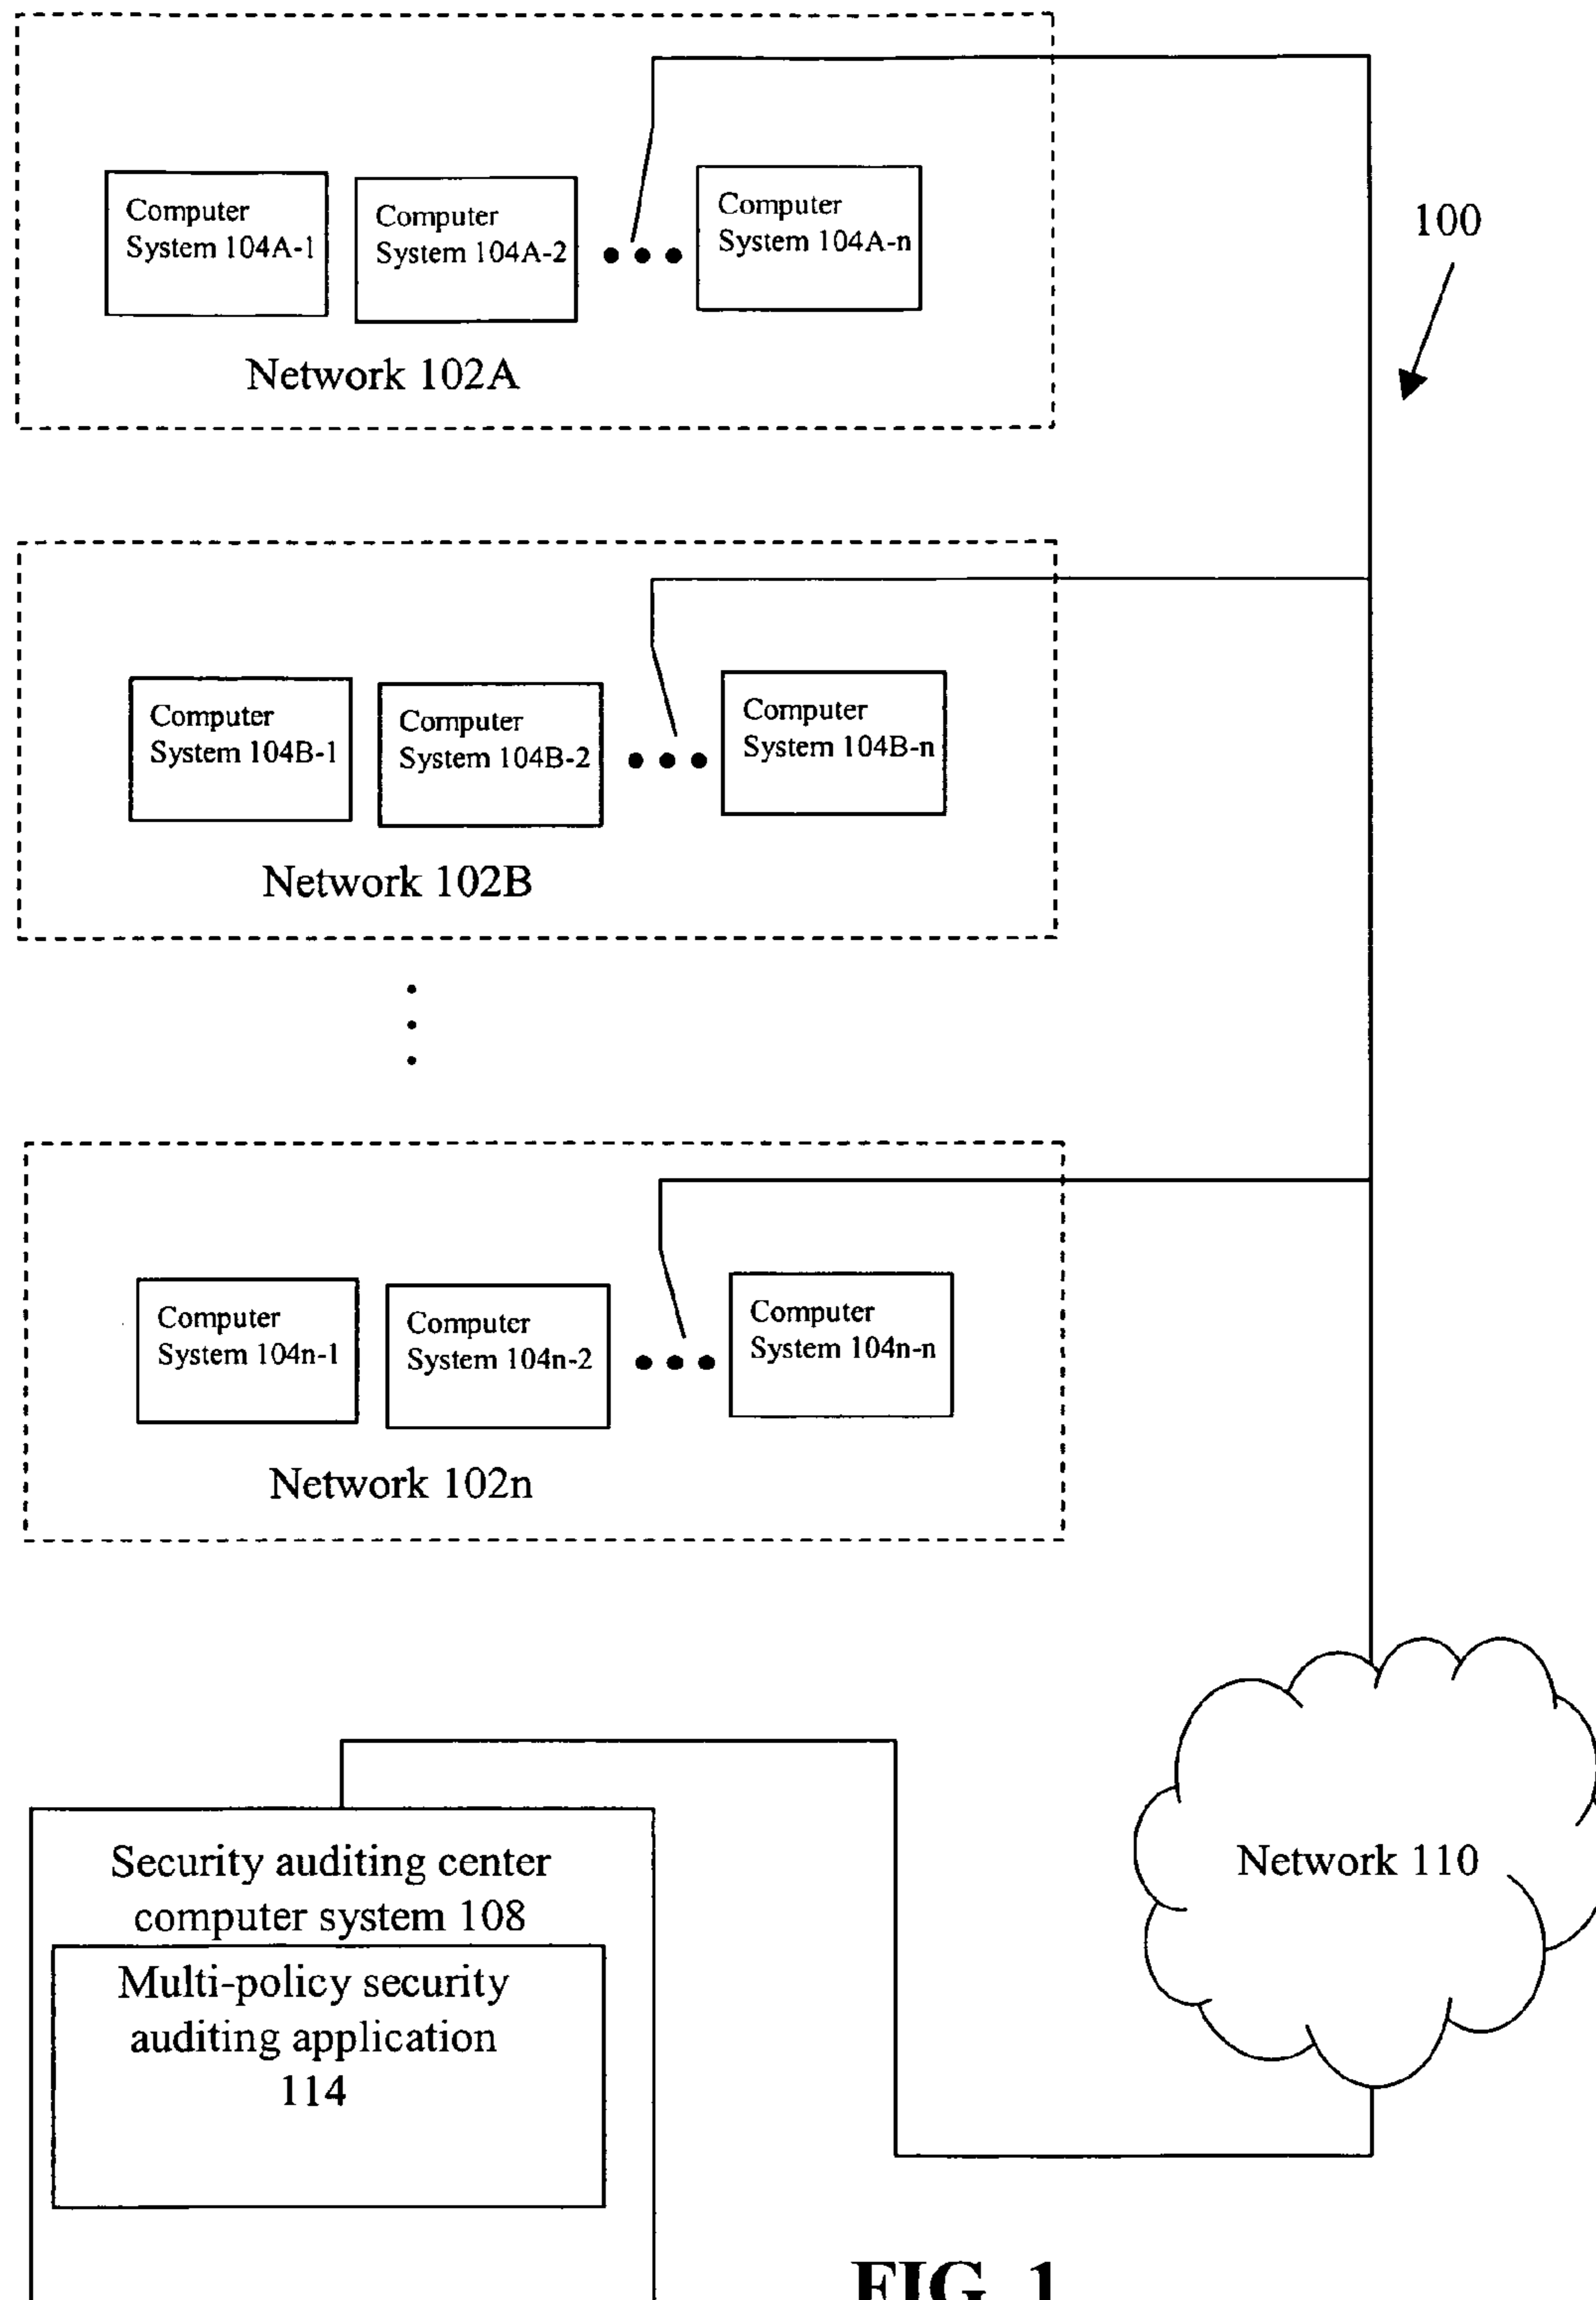 Computer
System 104A-1
Computer
System 104A-2
Computer
System 104A-n
Network 102A
100
Computer
System 104B-1
Computer
System 104B-2
Computer
System 104B-n
Network 102B
Computer
System 104n-1
Computer
System 104n-2
Computer
System 104n-n
Network 102n
Network 110
Security auditing center
computer system 108
Multi-policy security
auditing application
114
FIG. 1